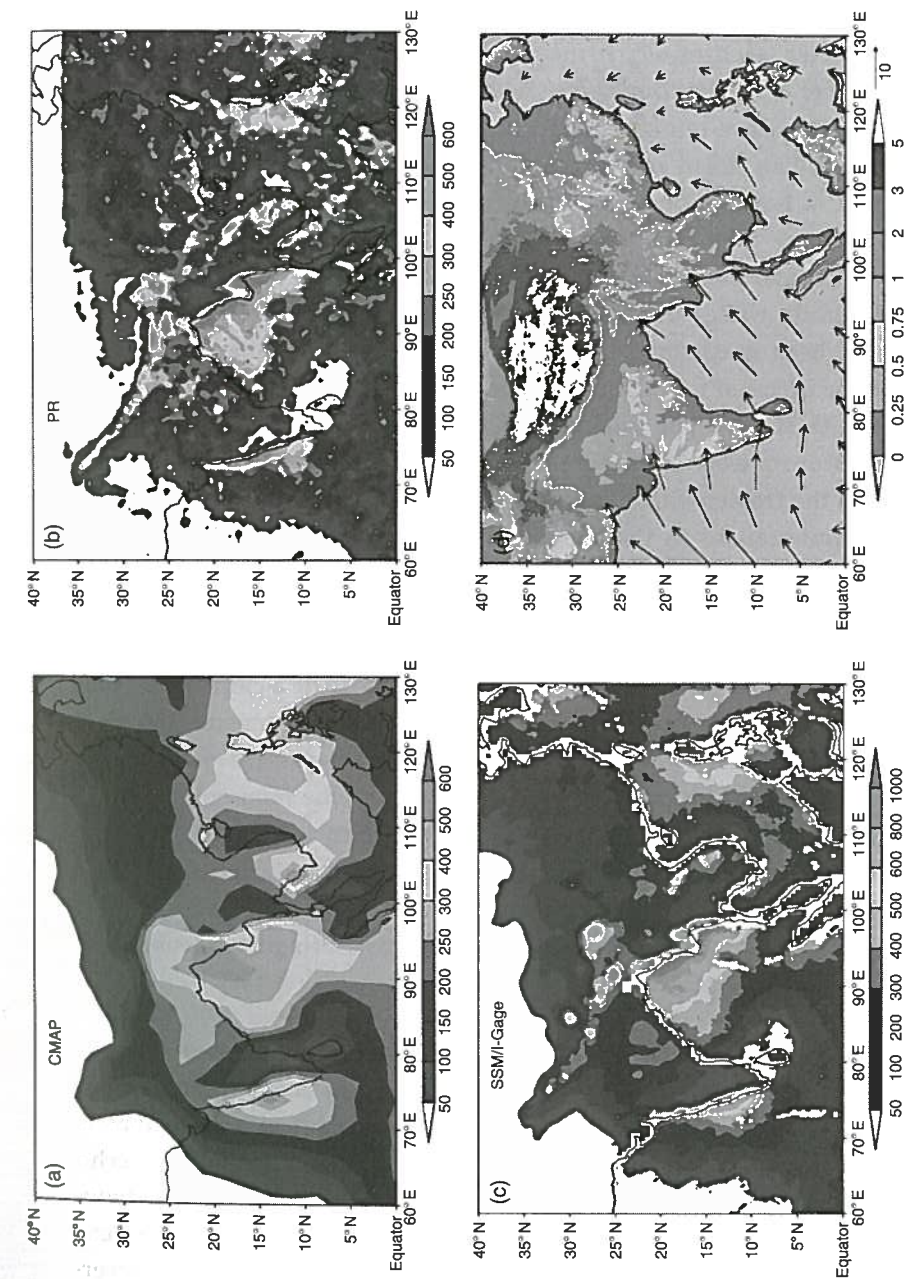 (a)
CMAP
40°N
35°N
30°N
25°N
20°N
15°N
10°N
5°N
Equator
60°E 70°E 80°E 90°E 100°E 110°E 120°E 130°E
50 100 150 200 250 300 400 500 600
(b)
PR
40°N
35°N
30°N
25°N
20°N
15°N
10°N
5°N
Equator
60°E 70°E 80°E 90°E 100°E 110°E 120°E 130°E
50 100 150 200 250 300 400 500 600
(c)
SSM/I-Gage
40°N
35°N
30°N
25°N
20°N
15°N
10°N
5°N
Equator
60°E 70°E 80°E 90°E 100°E 110°E 120°E 130°E
50 100 200 300 400 500 600 800 1000
(d)
40°N
35°N
30°N
25°N
20°N
15°N
10°N
5°N
Equator
60°E 70°E 80°E 90°E 100°E 110°E 120°E 130°E
0 0.25 0.5 0.75 1 2 3 5
10